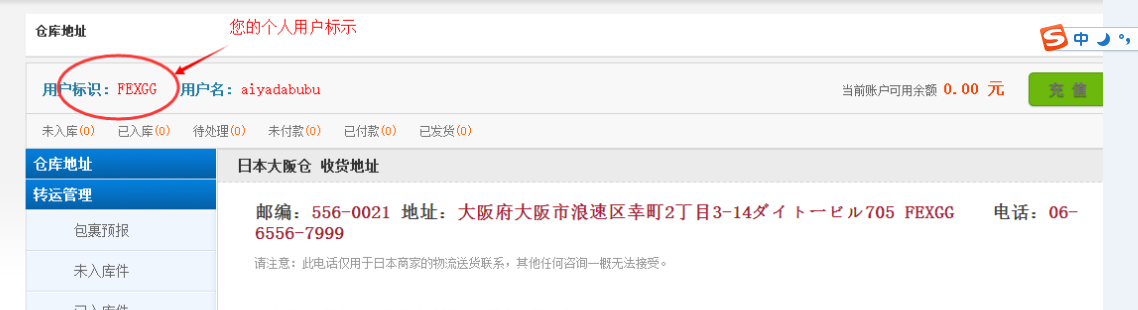 仓库地址
您的个人用户标示
中
用户标识：FEXGG 用户名：aiyadabubu
当前账户可用余额 0.00 元 充 值
未入库(0) 已入库(0) 待处理(0) 未付款(0) 已付款(0) 已发货(0)
仓库地址
日本大阪仓 收货地址
转运管理
邮编：556-0021 地址：大阪府大阪市浪速区幸町2丁目3-14ダイトービル705 FEXGG 电话：06-
6556-7999
包裹预报
请注意：此电话仅用于日本商家的物流送货联系，其他任何咨询一概无法接受。
未入库件